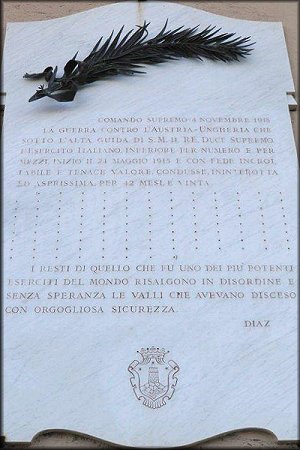 COMANDO SUPREMO 4 NOVEMBRE 1918
LA GUERRA CONTRO L'AUSTRIA-UNGHERIA CHE
SOTTO L'ALTA GUIDA DI S. M. IL RE, DUCE SUPREMO,
L'ESERCITO ITALIANO, INFERIORE PER NUMERO E PER
MEZZI, INIZIÒ IL 24 MAGGIO 1915 E CON FEDE INCROL
LABILE E TENACE VALORE, CONDUSSE, ININTERROTTA
ED ASPRISSIMA, PER 42 MESI, È VINTA.
I RESTI DI QUELLO CHE FU UNO DEI PIU' POTENTI
ESERCITI DEL MONDO RISALGONO IN DISORDINE E
SENZA SPERANZA LE VALLI CHE AVEVANO DISCESO
CON ORGOGLIOSA SICUREZZA.
DIAZ